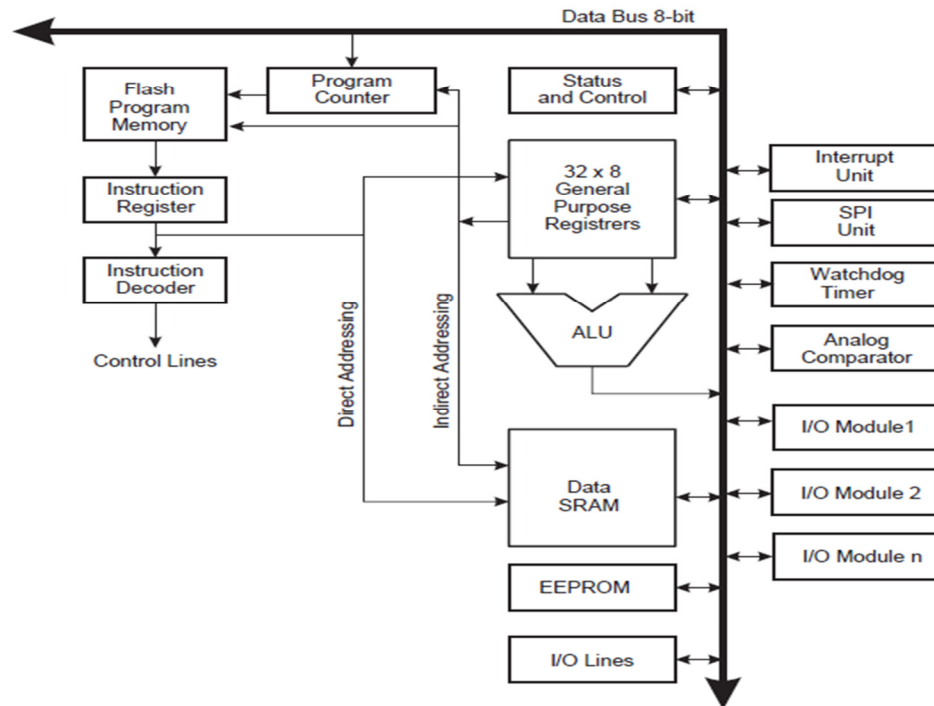 Data Bus 8-bit
Flash
Program
Memory
Program
Counter
Status
and Control
32 x 8
General
Purpose
Registrers
Interrupt
Unit
Instruction
Register
SPI
Unit
Instruction
Decoder
Watchdog
Timer
Direct Addressing
Indirect Addressing
ALU
Analog
Comparator
Control Lines
I/O Module1
Data
SRAM
I/O Module 2
I/O Module n
EEPROM
I/O Lines